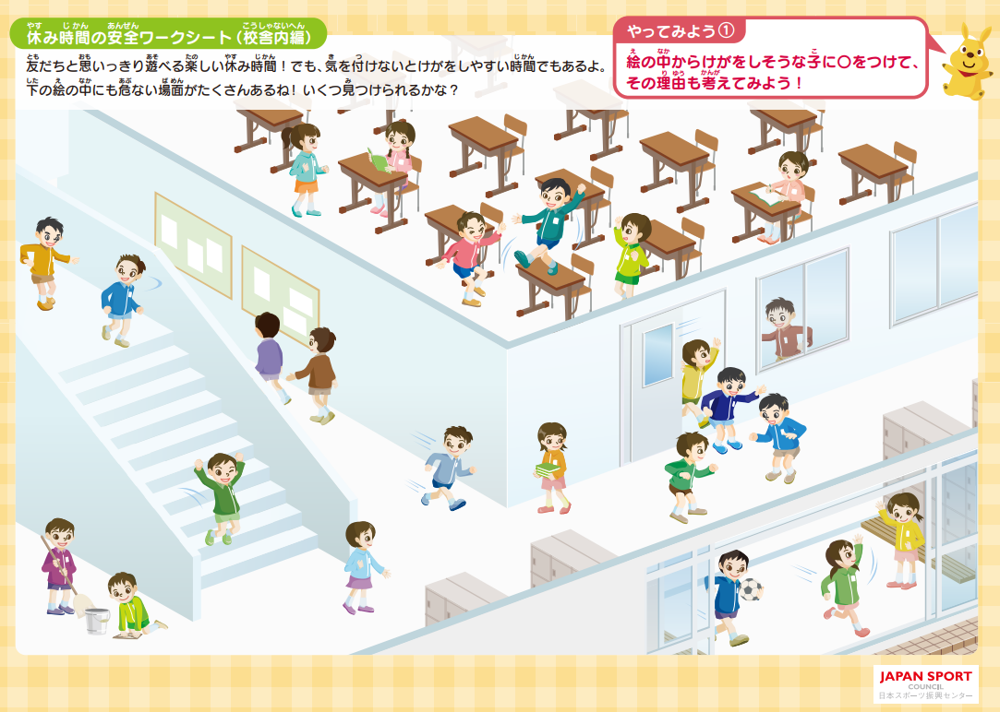 休み時間の安全ワークシート(校舎内編)
友だちと思いっきり遊べる楽しい休み時間!でも、気を付けないとけがをしやすい時間でもあるよ。
下の絵の中にも危ない場面がたくさんあるね!いくつ見つけられるかな?
やってみよう①
絵の中からけがをしそうな子に○をつけて、
その理由も考えてみよう!
JAPAN SPORT
COUNCIL
日本スポーツ振興センター